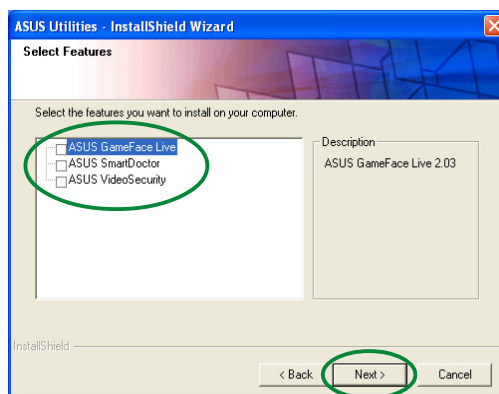 ASUS Utilities - InstallShield Wizard
Select Features
Select the features you want to install on your computer.
ASUS GameFace Live
ASUS SmartDoctor
ASUS VideoSecurity
Description
ASUS GameFace Live 2.03
InstallShield
< Back
Next >
Cancel